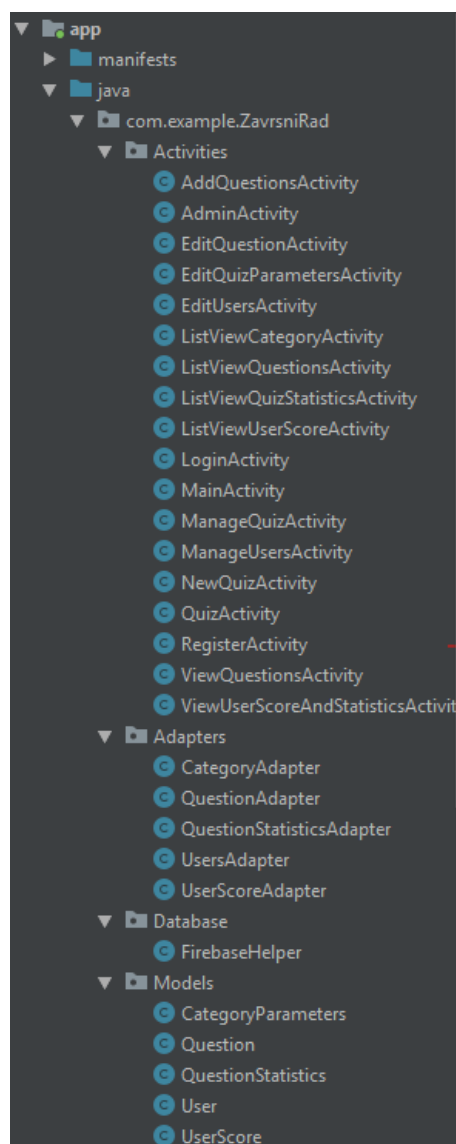 app
manifests
java
com.example.ZavrsniRad
Activities
AddQuestionsActivity
AdminActivity
EditQuestionActivity
EditQuizParametersActivity
EditUsersActivity
ListViewCategoryActivity
ListViewQuestionsActivity
ListViewQuizStatisticsActivity
ListViewUserScoreActivity
LoginActivity
MainActivity
ManageQuizActivity
ManageUsersActivity
NewQuizActivity
QuizActivity
RegisterActivity
ViewQuestionsActivity
ViewUserScoreAndStatisticsActivit
Adapters
CategoryAdapter
QuestionAdapter
QuestionStatisticsAdapter
UsersAdapter
UserScoreAdapter
Database
FirebaseHelper
Models
CategoryParameters
Question
QuestionStatistics
User
UserScore